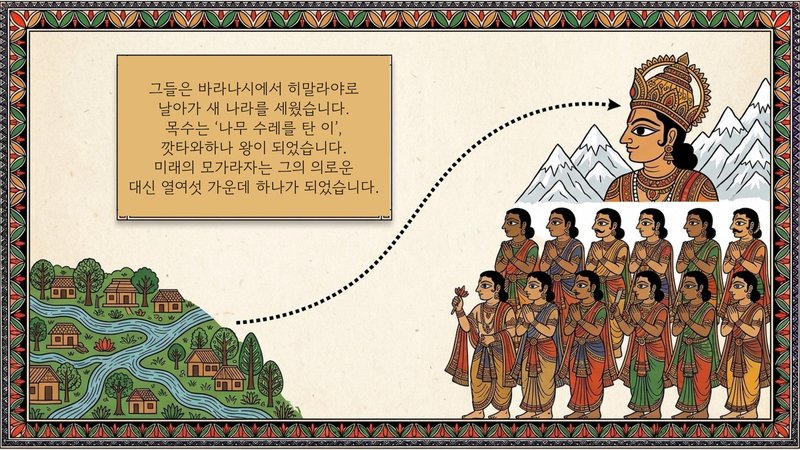 그들은 바라나시에서 히말라야로
날아가 새 나라를 세웠습니다.
목수는 ‘나무 수레를 탄 이’,
깟타와하나 왕이 되었습니다.
미래의 모가라자는 그의 의로운
대신 열여섯 가운데 하나가 되었습니다.